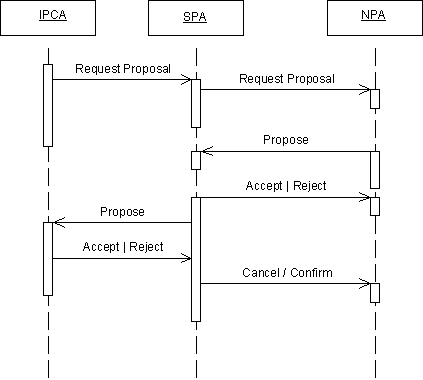 IPCA
SPA
NPA
Request Proposal
Request Proposal
Propose
Accept | Reject
Propose
Accept | Reject
Cancel / Confirm